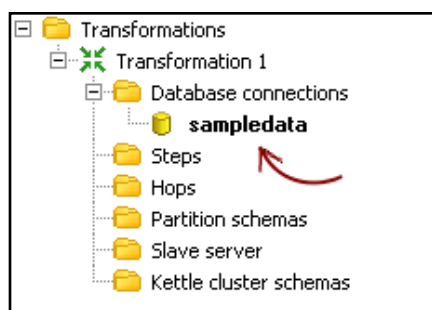 Transformations
Transformation 1
Database connections
sampledata
Steps
Hops
Partition schemas
Slave server
Kettle cluster schemas